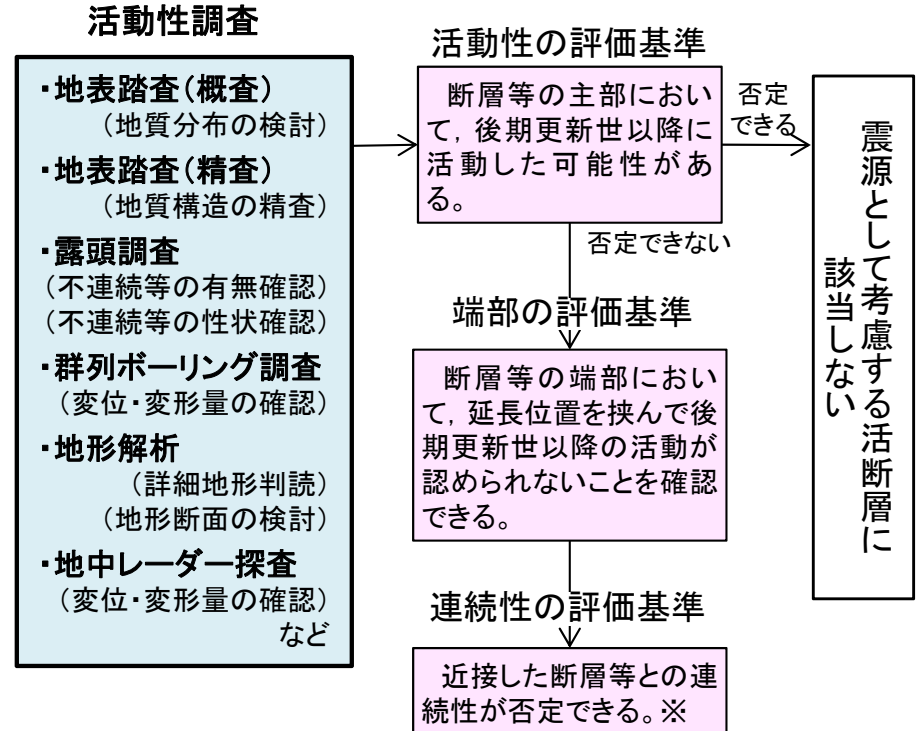 活動性調査
・地表踏査（概査）
（地質分布の検討）
・地表踏査（精査）
（地質構造の精査）
・露頭調査
（不連続等の有無確認）
（不連続等の性状確認）
・群列ボーリング調査
（変位・変形量の確認）
・地形解析
（詳細地形判読）
（地形断面の検討）
・地中レーダー探査
（変位・変形量の確認）
など
活動性の評価基準
断層等の主部におい
て，後期更新世以降に
活動した可能性があ
る。
否定
できる
否定できない
端部の評価基準
断層等の端部におい
て，延長位置を挟んで後
期更新世以降の活動が
認められないことを確認
できる。
連続性の評価基準
近接した断層等との連
続性が否定できる。※
震源として考慮する活断層に
該当しない